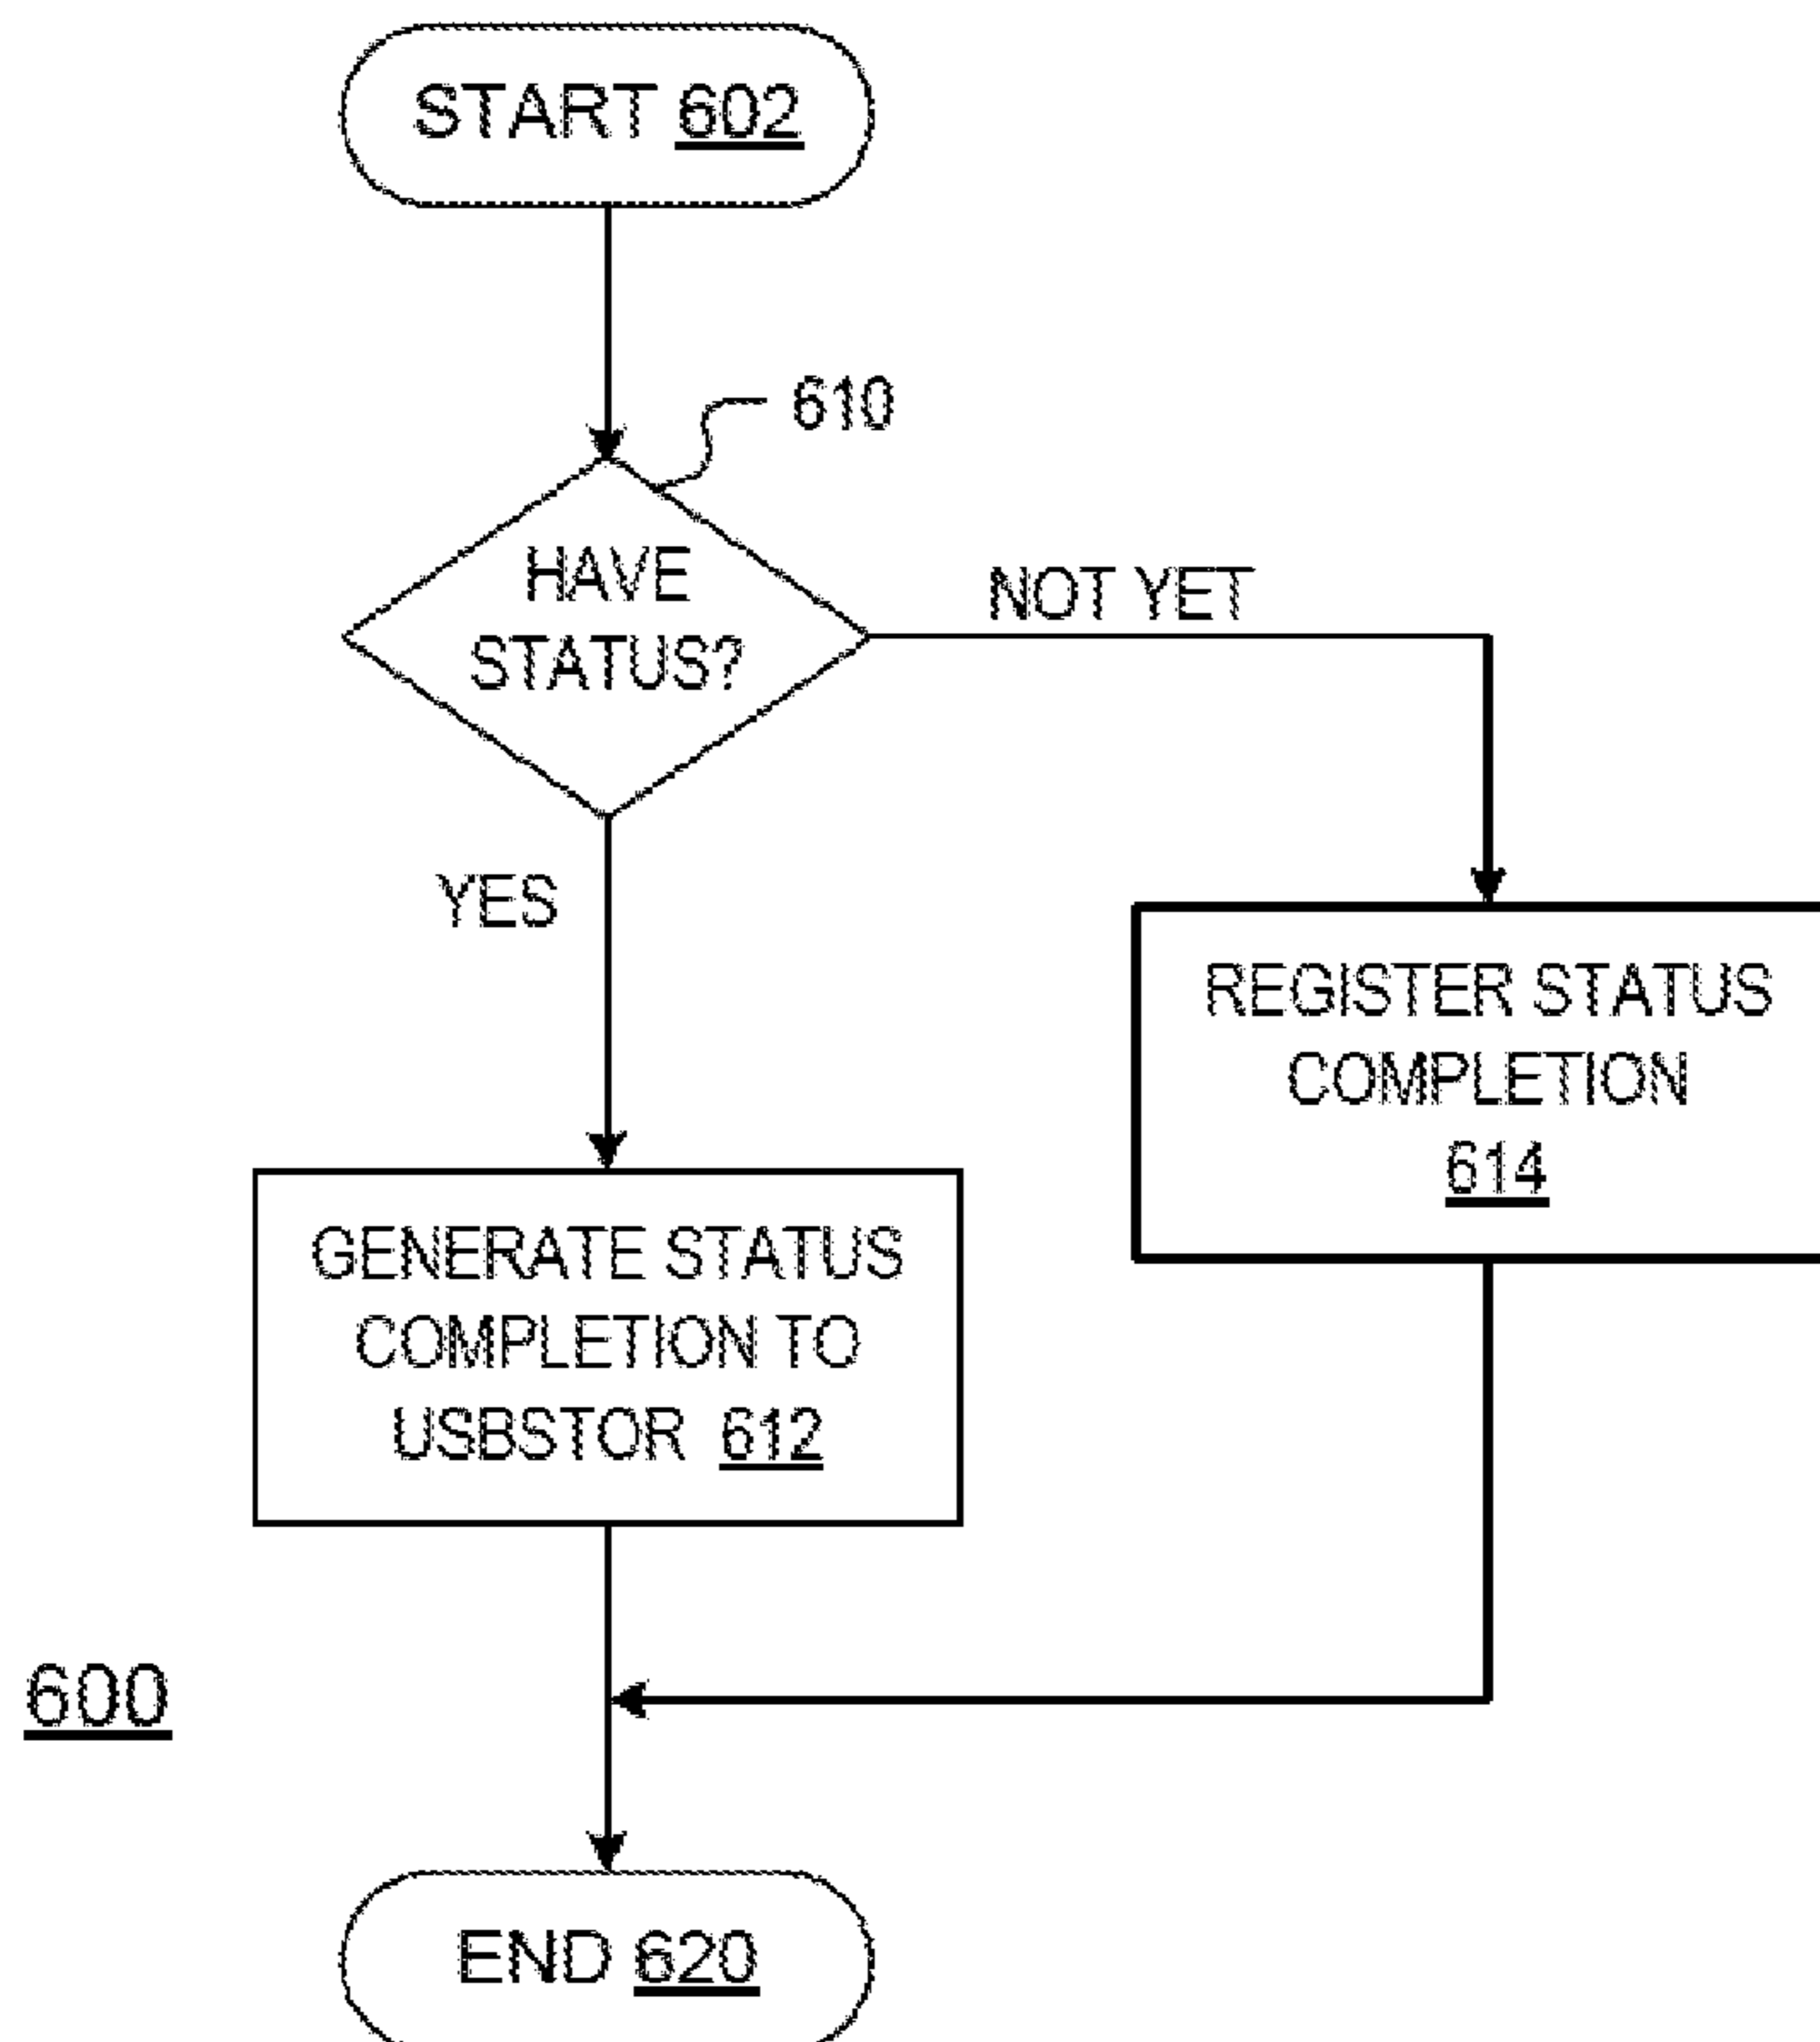 START 602
610
HAVE
STATUS?
NOT YET
YES
REGISTER STATUS
COMPLETION
614
GENERATE STATUS
COMPLETION TO
USBSTOR 612
600
END 620